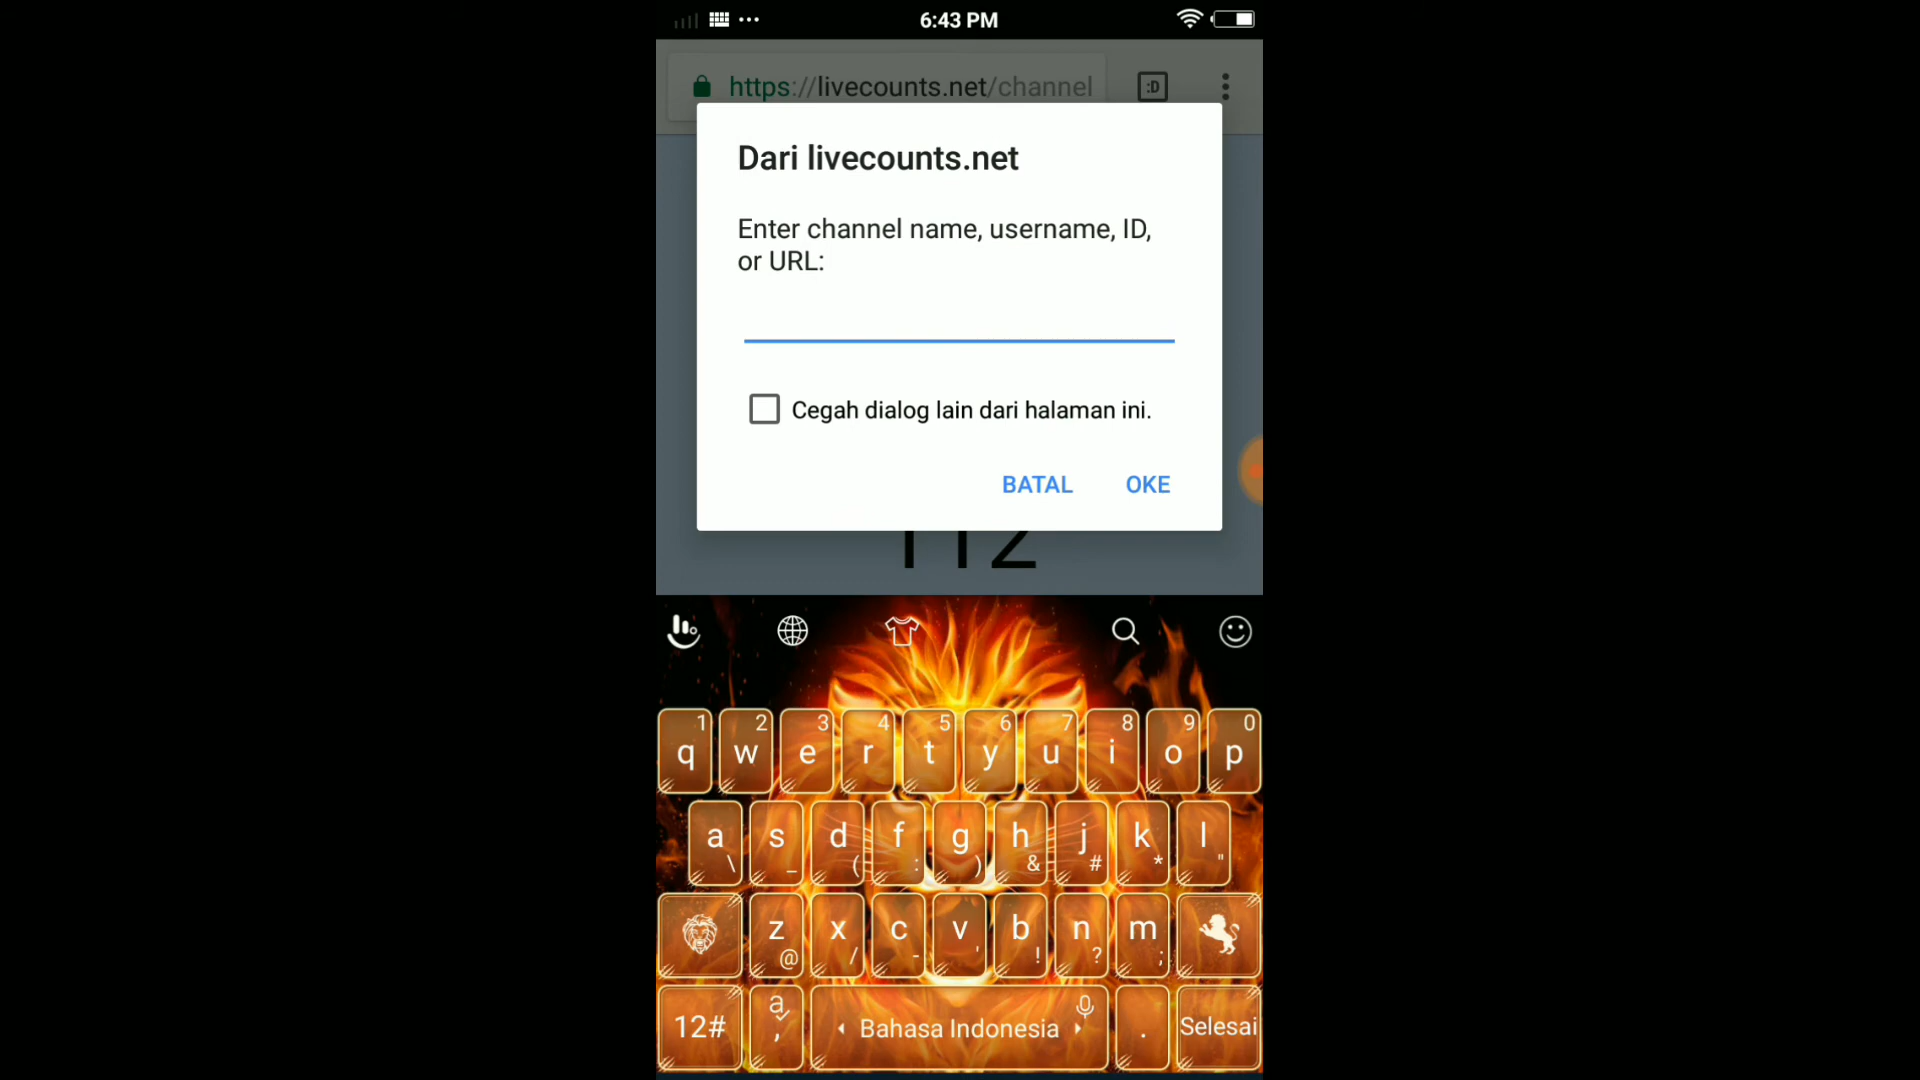 6:43 PM
https://livecounts.net/channel
:D
Dari livecounts.net
Enter channel name, username, ID,
or URL:
Cegah dialog lain dari halaman ini.
BATAL OKE
112
1 2 3 4 5 6 7 8 9 0
q w e r t y u i o p
a s d f g h j k l
\ _ ( : ) & # * "
z x c v b n m
@ / - ' ! ? ;
12# a , Bahasa Indonesia . Selesai